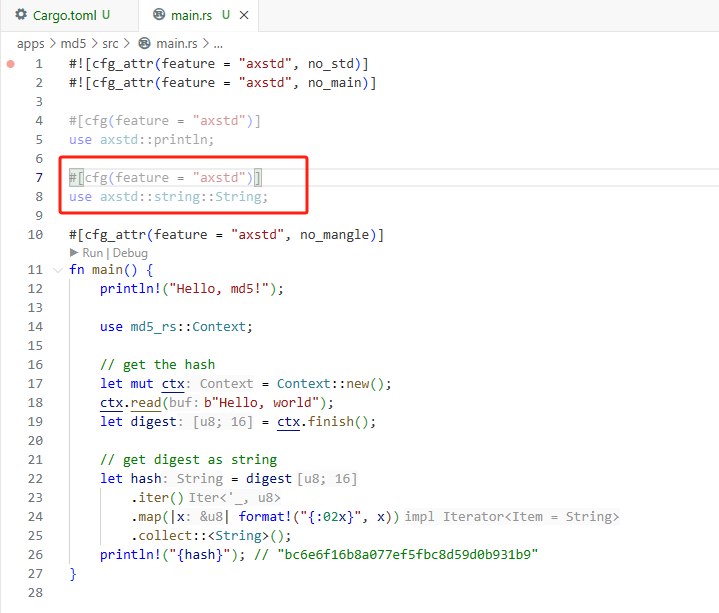 Cargo.toml U
main.rs U
apps > md5 > src > main.rs > ...
1 #![cfg_attr(feature = "axstd", no_std)]
2 #![cfg_attr(feature = "axstd", no_main)]
3
4 #[cfg(feature = "axstd")]
5 use axstd::println;
6
7 #[cfg(feature = "axstd")]
8 use axstd::string::String;
9
10 #[cfg_attr(feature = "axstd", no_mangle)]
Run | Debug
11 fn main() {
12 println!("Hello, md5!");
13
14 use md5_rs::Context;
15
16 // get the hash
17 let mut ctx: Context = Context::new();
18 ctx.read(buf: b"Hello, world");
19 let digest: [u8; 16] = ctx.finish();
20
21 // get digest as string
22 let hash: String = digest [u8; 16]
23 .iter() Iter<'_, u8>
24 .map(|x: &u8| format!("{:02x}", x)) impl Iterator<Item = String>
25 .collect::<String>();
26 println!("{hash}"); // "bc6e6f16b8a077ef5fbc8d59d0b931b9"
27 }
28